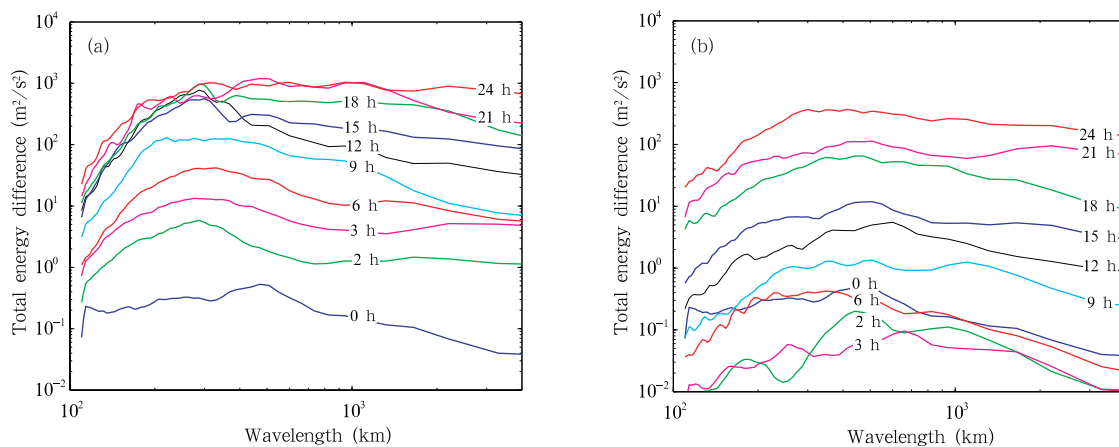 (a)
Total energy difference (m²/s²)
10⁴
10³
10²
10¹
10⁰
10⁻¹
10⁻²
24 h
18 h
21 h
15 h
12 h
9 h
6 h
3 h
2 h
0 h
10²
10³
Wavelength (km)
(b)
Total energy difference (m²/s²)
10⁴
10³
10²
10¹
10⁰
10⁻¹
10⁻²
24 h
21 h
18 h
15 h
12 h
9 h
0 h
6 h
2 h
3 h
10²
10³
Wavelength (km)